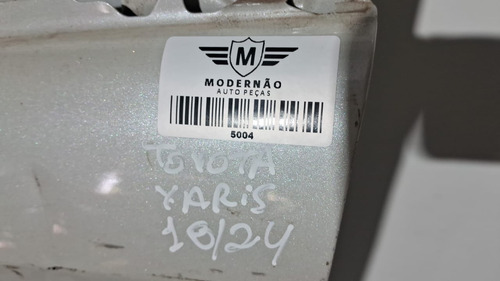 M
MODERNÃO
AUTO PEÇAS
5004
TOYOTA
YARIS
18/24